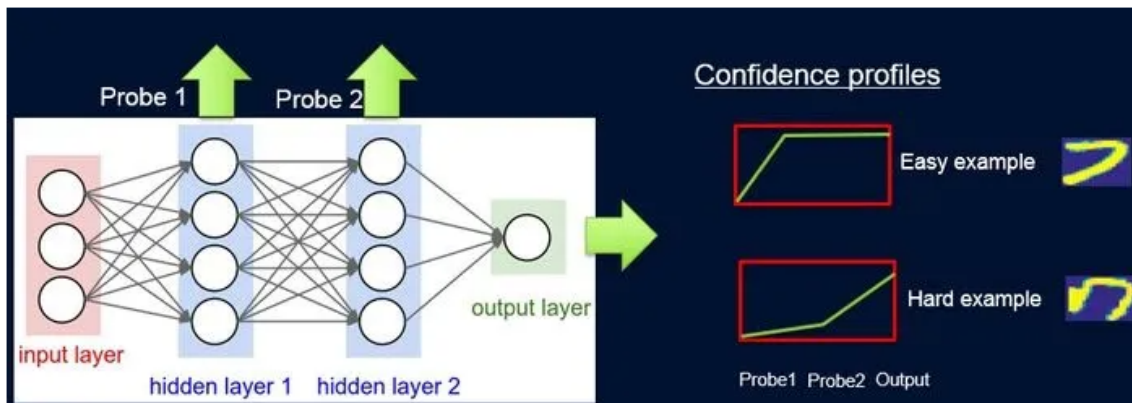 Probe 1
Probe 2
input layer
hidden layer 1
hidden layer 2
output layer
Confidence profiles
Easy example
Hard example
Probe1 Probe2 Output